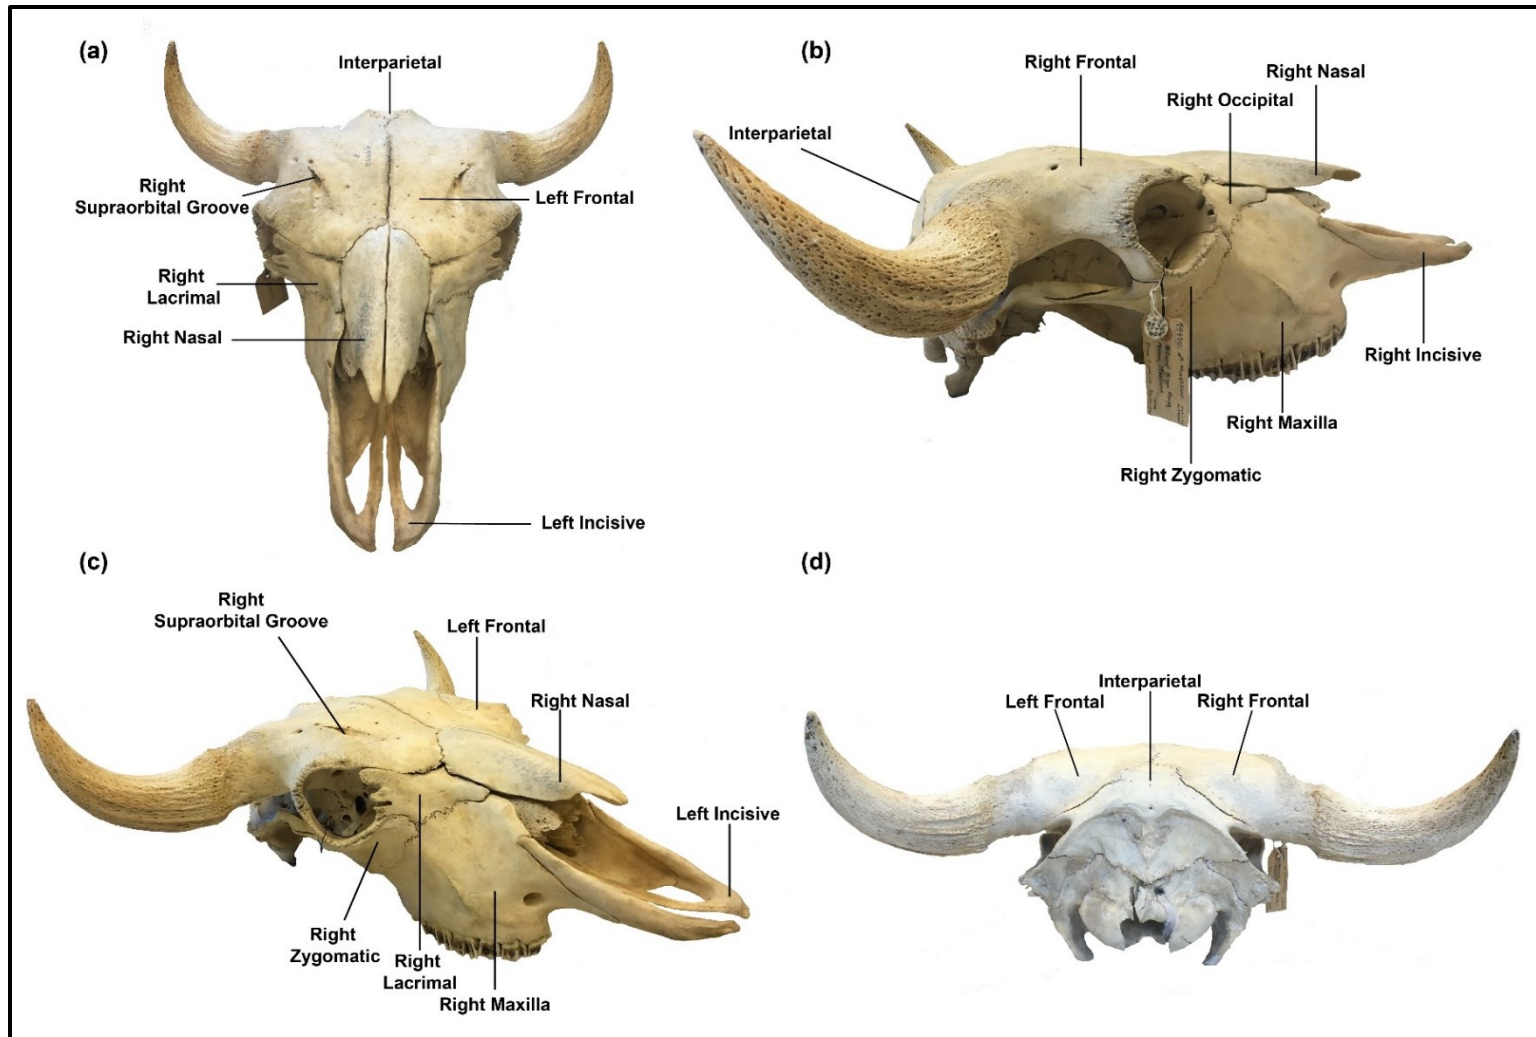 (a)
Interparietal
Right
Supraorbital Groove
Left Frontal
Right
Lacrimal
Right Nasal
Left Incisive
(b)
Right Frontal
Right Nasal
Right Occipital
Interparietal
Right Incisive
Right Maxilla
Right Zygomatic
(c)
Right
Supraorbital Groove
Left Frontal
Right Nasal
Left Incisive
Right
Zygomatic
Right
Lacrimal
Right Maxilla
(d)
Interparietal
Left Frontal
Right Frontal